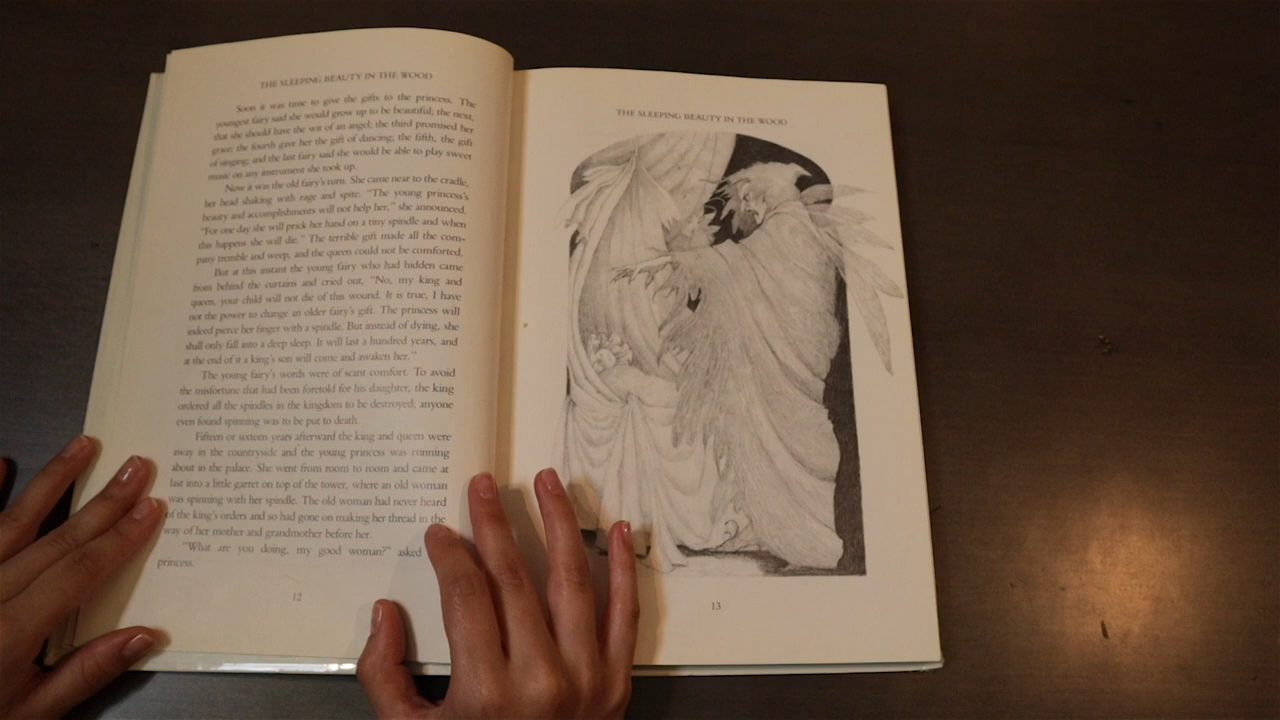 THE SLEEPING BEAUTY IN THE WOOD
Soon it was time to give the gifts to the princess. The
youngest fairy said she would grow up to be beautiful; the next,
that she should have the wit of an angel; the third promised her
grace; the fourth gave her the gift of dancing; the fifth, the gift
of singing; and the last fairy said she would be able to play sweet
music on any instrument she took up.
Now it was the old fairy's turn. She came near to the cradle,
her head shaking with rage and spite. "The young princess's
beauty and accomplishments will not help her," she announced.
"For one day she will prick her hand on a tiny spindle and when
this happens she will die." The terrible gift made all the com-
pany tremble and weep, and the queen could not be comforted.
But at this instant the young fairy who had hidden came
from behind the curtains and cried out, "No, my king and
queen, your child will not die of this wound. It is true, I have
not the power to change an older fairy's gift. The princess will
indeed pierce her finger with a spindle. But instead of dying, she
shall only fall into a deep sleep. It will last a hundred years, and
at the end of it a king's son will come and awaken her."
The young fairy's words were of scant comfort. To avoid
the misfortune that had been foretold for his daughter, the king
ordered all the spindles in the kingdom to be destroyed; anyone
even found spinning was to be put to death.
Fifteen or sixteen years afterward the king and queen were
away in the countryside and the young princess was running
about in the palace. She went from room to room and came at
last into a little garret on top of the tower, where an old woman
was spinning with her spindle. The old woman had never heard
of the king's orders and so had gone on making her thread in the
way of her mother and grandmother before her.
"What are you doing, my good woman?" asked
princess.
12
THE SLEEPING BEAUTY IN THE WOOD
13